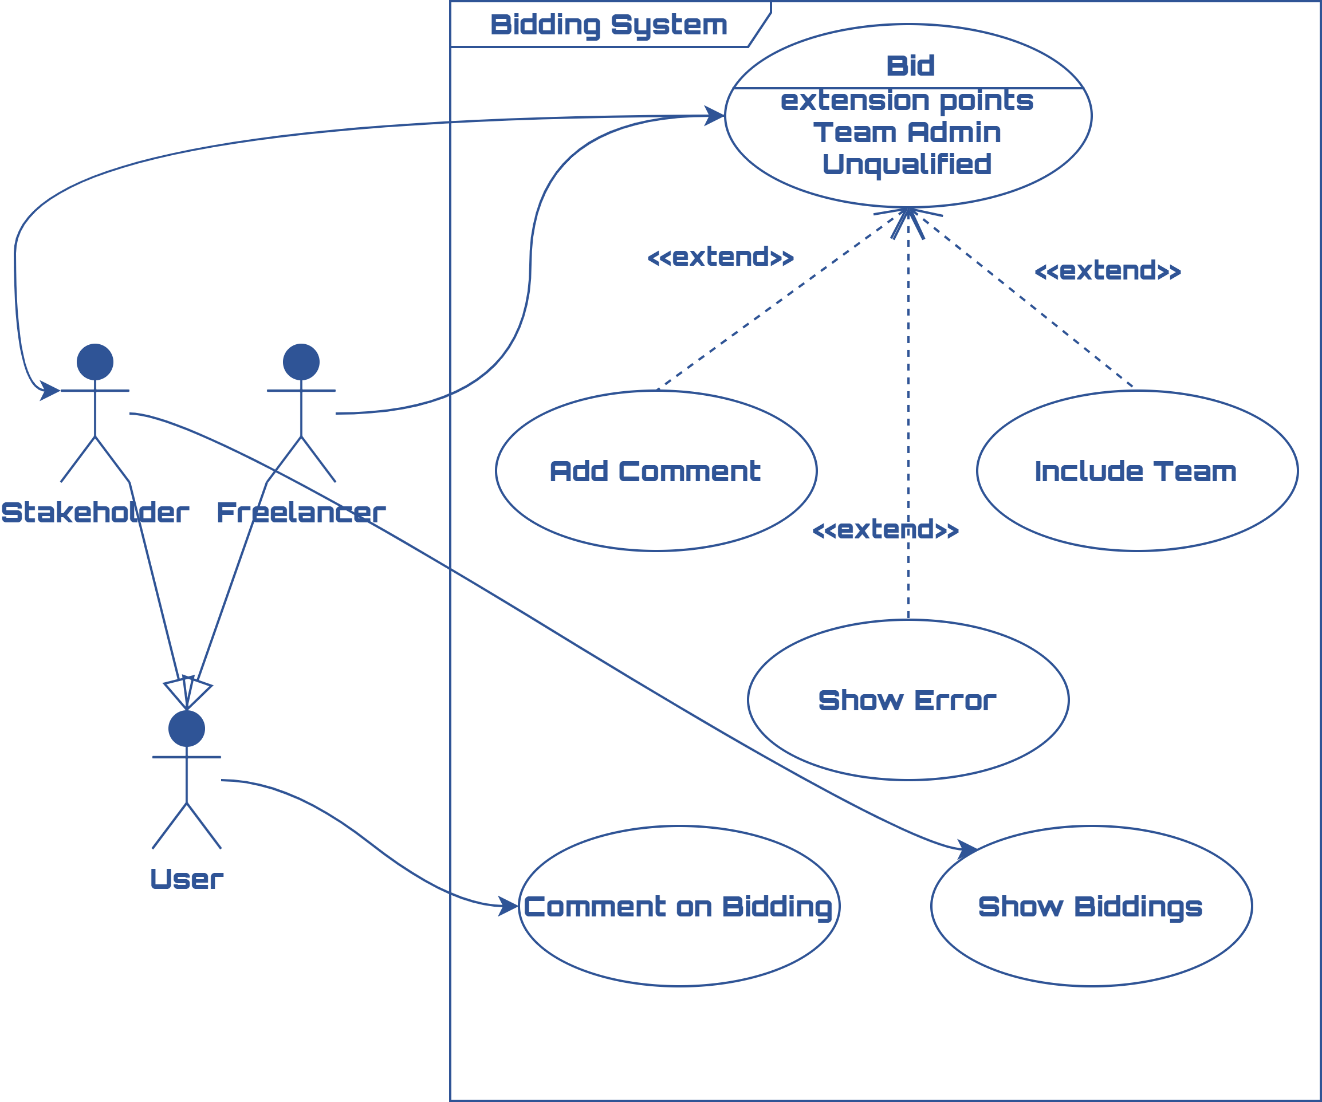 Bidding System
Bid
extension points
Team Admin
Unqualified
<<extend>>
<<extend>>
Add Comment
Include Team
Stakeholder
Freelancer
<<extend>>
Show Error
User
Comment on Bidding
Show Biddings